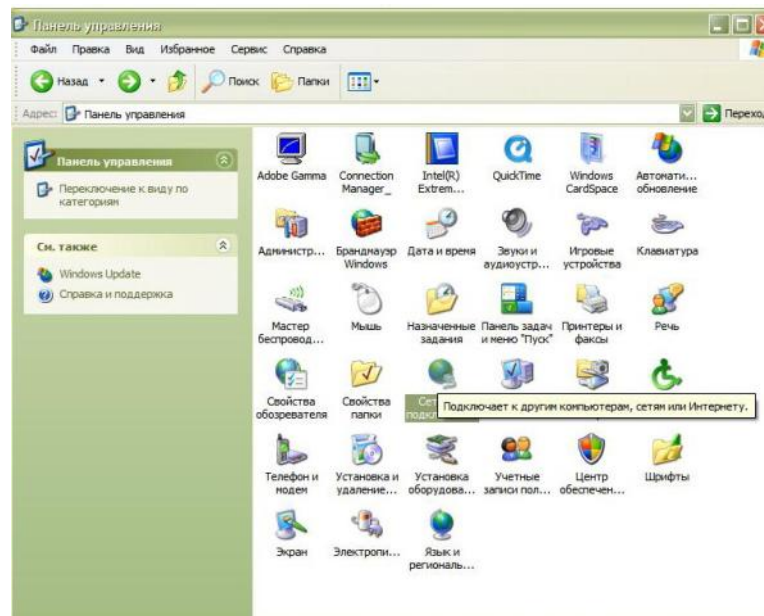 Панель управления
Файл Правка Вид Избранное Сервис Справка
Назад Поиск Папки
Адрес: Панель управления Переход
Панель управления
Переключение к виду по
категориям
См. также
Windows Update
Справка и поддержка
Adobe Gamma Connection Intel(R) QuickTime Windows Автомати...
Manager_ Extrem... CardSpace обновление
Администр... Брандмауэр Дата и время Звуки и Игровые Клавиатура
Windows аудиоустр... устройства
Мастер Мышь Назначенные Панель задач Принтеры и Речь
беспровод... задания и меню "Пуск" факсы
Свойства Свойства
обозревателя папки
Подключает к другим компьютерам, сетям или Интернету.
Телефон и Установка и Установка Учетные Центр Шрифты
модем удаление... оборудова... записи пол... обеспечен...
Экран Электропи... Язык и
региональ...